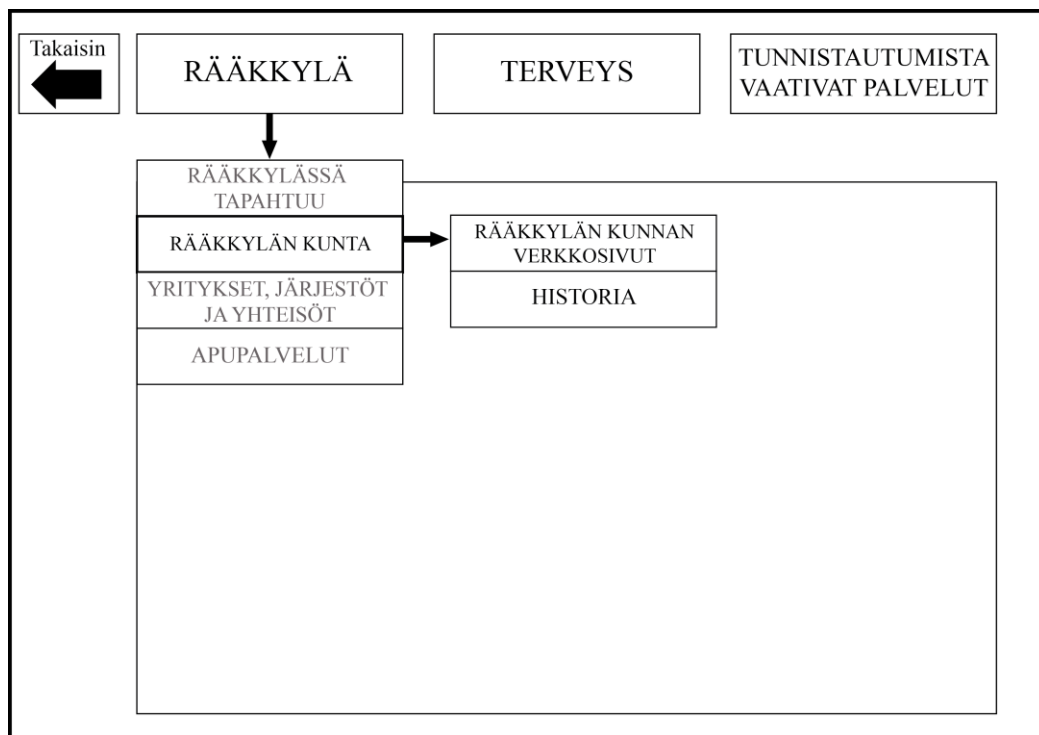 Takaisin
RÄÄKKYLÄ
TERVEYS
TUNNISTAUTUMISTA
VAATIVAT PALVELUT
RÄÄKKYLÄSSÄ
TAPAHTUU
RÄÄKKYLÄN KUNTA
YRITYKSET, JÄRJESTÖT
JA YHTEISÖT
APUPALVELUT
RÄÄKKYLÄN KUNNAN
VERKKOSIVUT
HISTORIA